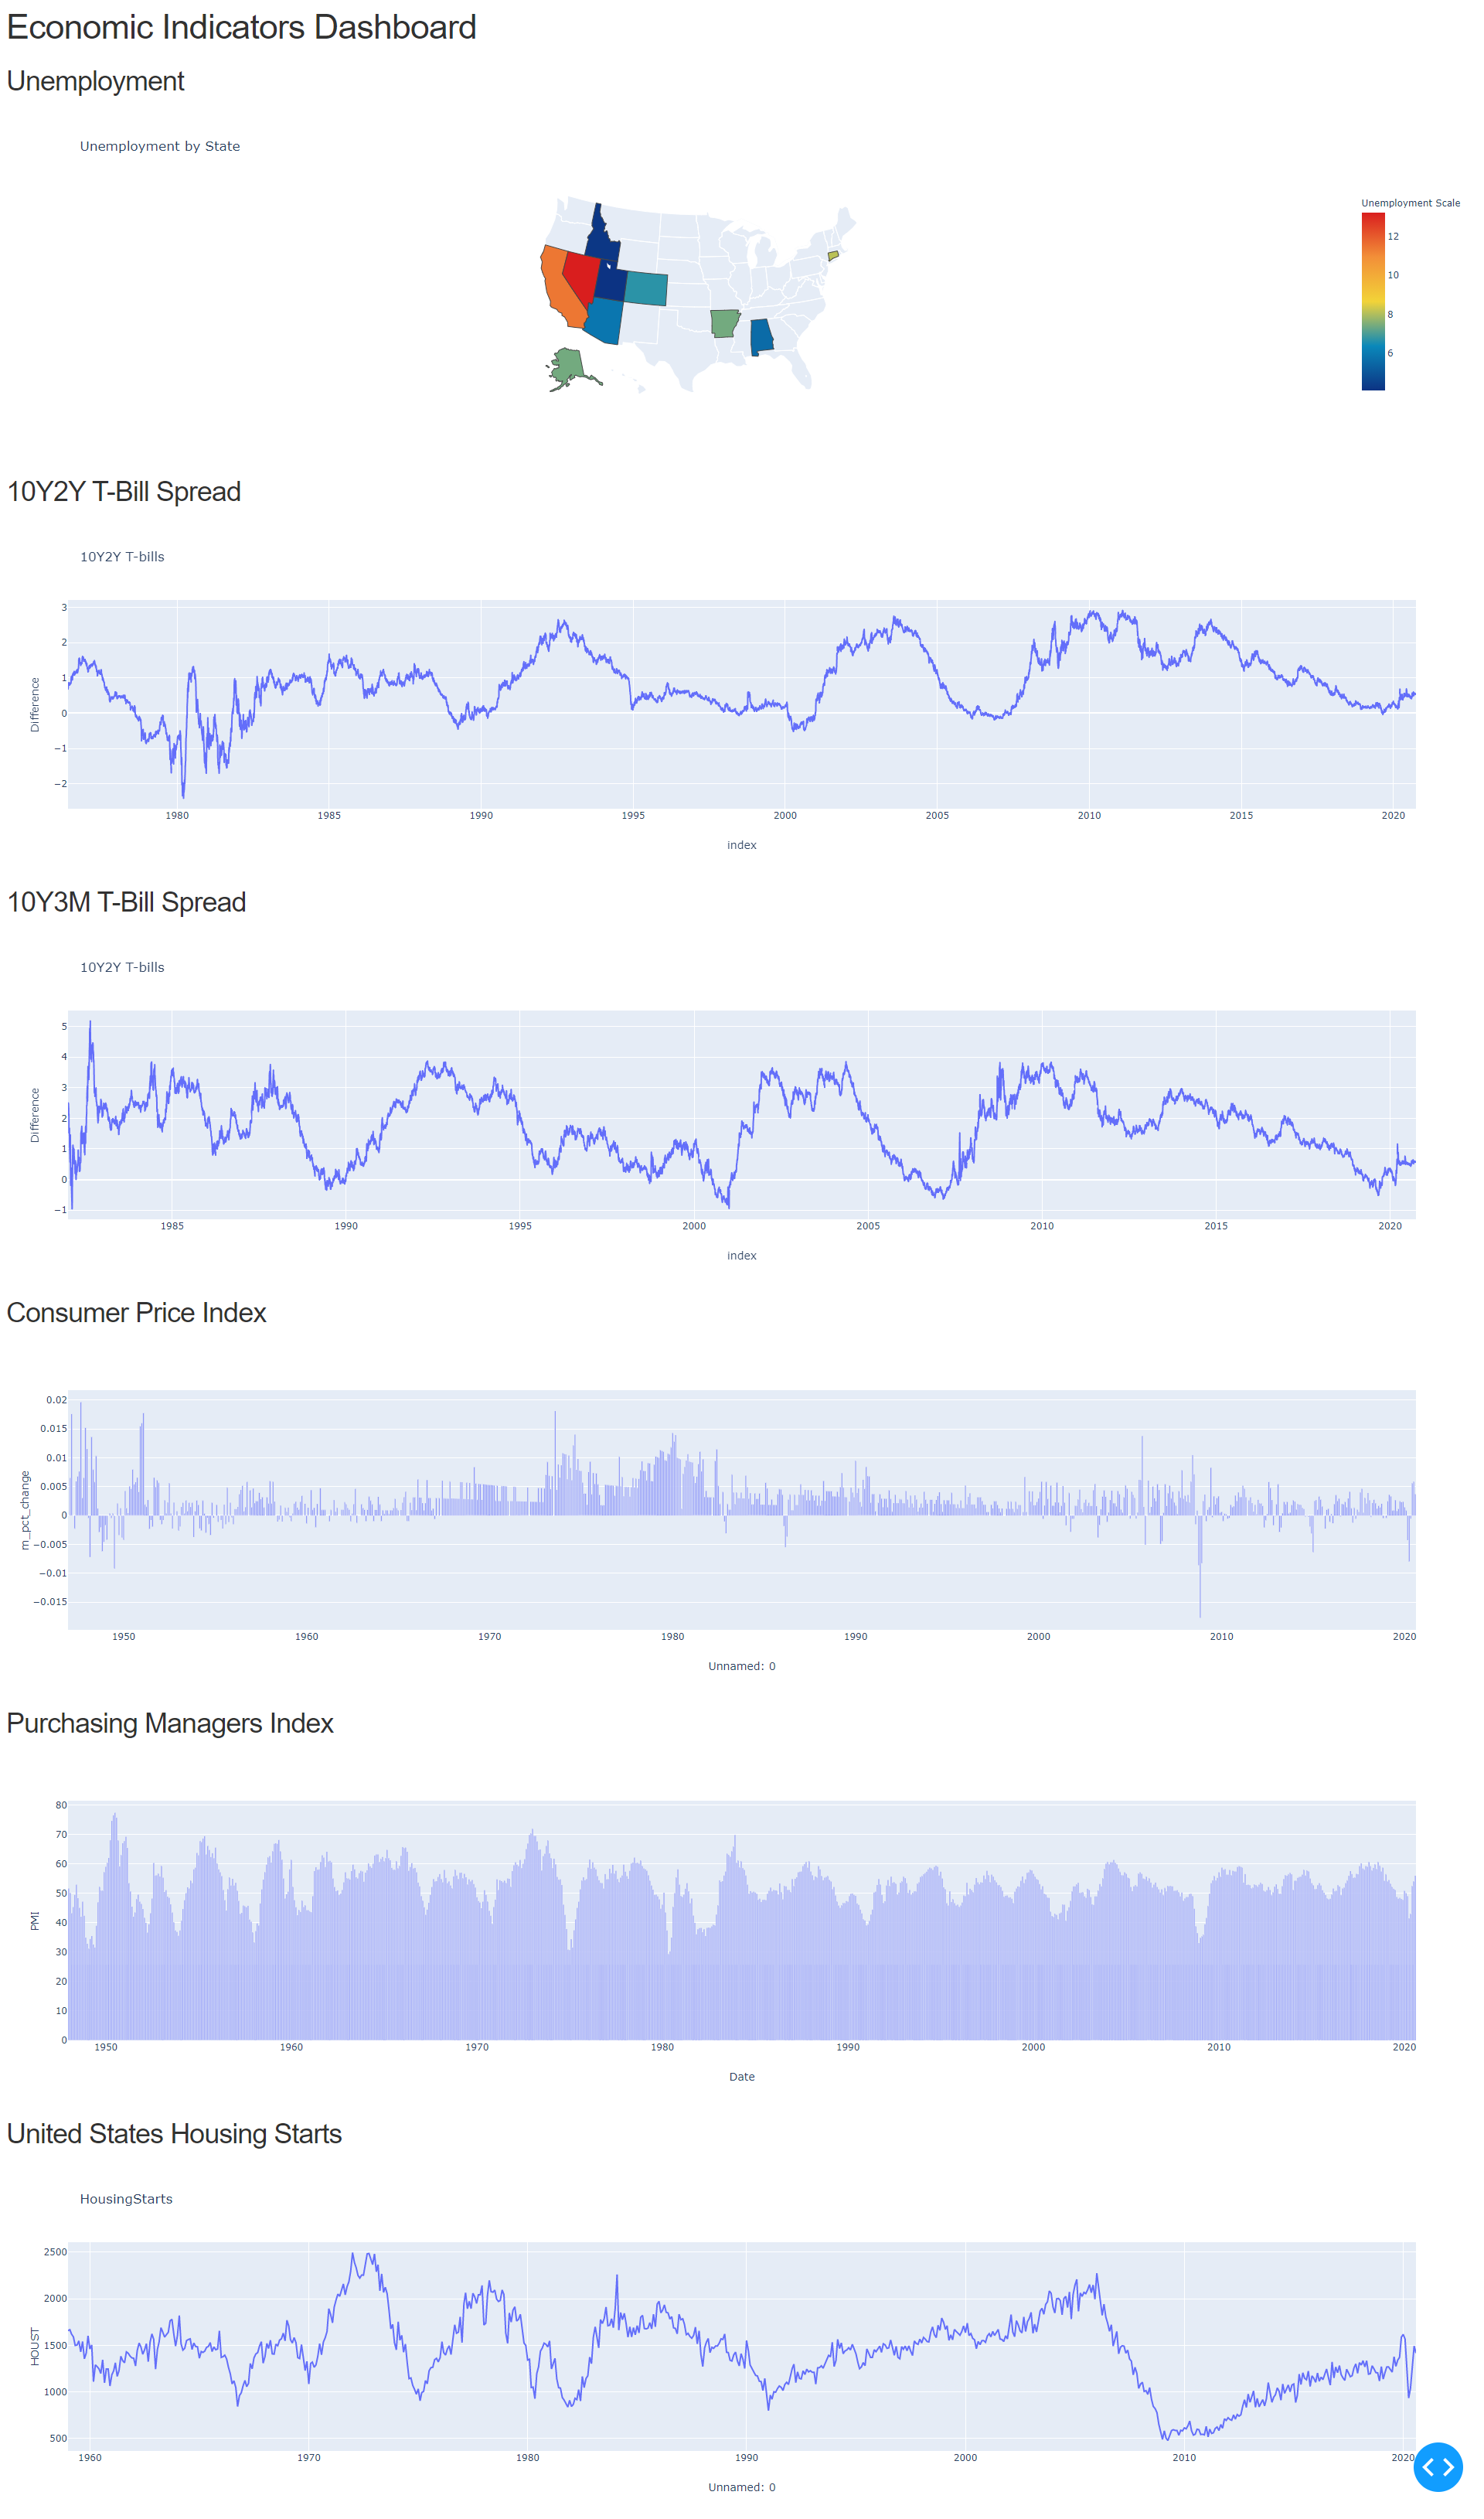 Economic Indicators Dashboard
Unemployment
Unemployment by State
Unemployment Scale
12
10
8
6
10Y2Y T-Bill Spread
10Y2Y T-bills
3
2
1
0
−1
−2
Difference
1980 1985 1990 1995 2000 2005 2010 2015 2020
index
10Y3M T-Bill Spread
10Y2Y T-bills
5
4
3
2
1
0
−1
Difference
1985 1990 1995 2000 2005 2010 2015 2020
index
Consumer Price Index
0.02
0.015
0.01
0.005
0
−0.005
−0.01
−0.015
m_pct_change
1950 1960 1970 1980 1990 2000 2010 2020
Unnamed: 0
Purchasing Managers Index
80
70
60
50
40
30
20
10
0
PMI
1950 1960 1970 1980 1990 2000 2010 2020
Date
United States Housing Starts
HousingStarts
2500
2000
1500
1000
500
HOUST
1960 1970 1980 1990 2000 2010 2020
Unnamed: 0